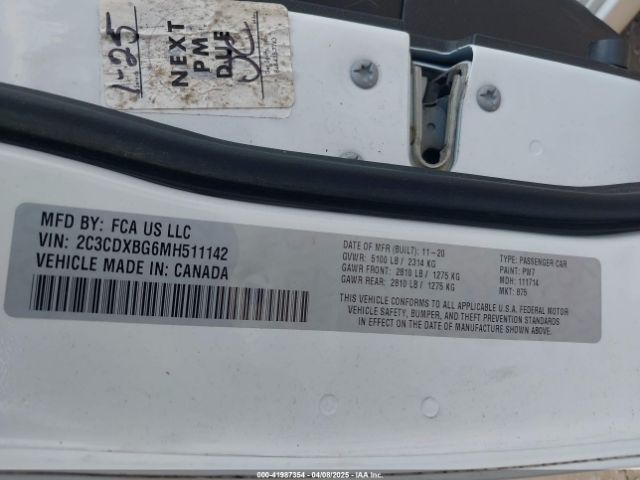 1-25
NEXT
PM
DUE
MFD BY: FCA US LLC
VIN: 2C3CDXBG6MH511142
VEHICLE MADE IN: CANADA
DATE OF MFR (BUILT): 11-20
GVWR: 5100 LB / 2314 KG
GAWR FRONT: 2810 LB / 1275 KG
GAWR REAR: 2810 LB / 1275 KG
TYPE: PASSENGER CAR
PAINT: PW7
MDH: 111714
MKT: B75
THIS VEHICLE CONFORMS TO ALL APPLICABLE U.S.A. FEDERAL MOTOR
VEHICLE SAFETY, BUMPER, AND THEFT PREVENTION STANDARDS
IN EFFECT ON THE DATE OF MANUFACTURE SHOWN ABOVE.
000-41987354 - 04/08/2025 - IAA Inc.